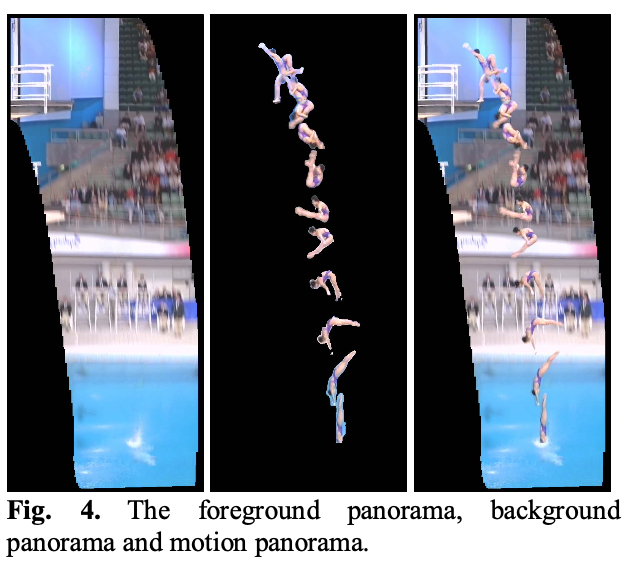 Fig. 4. The foreground panorama, background
panorama and motion panorama.